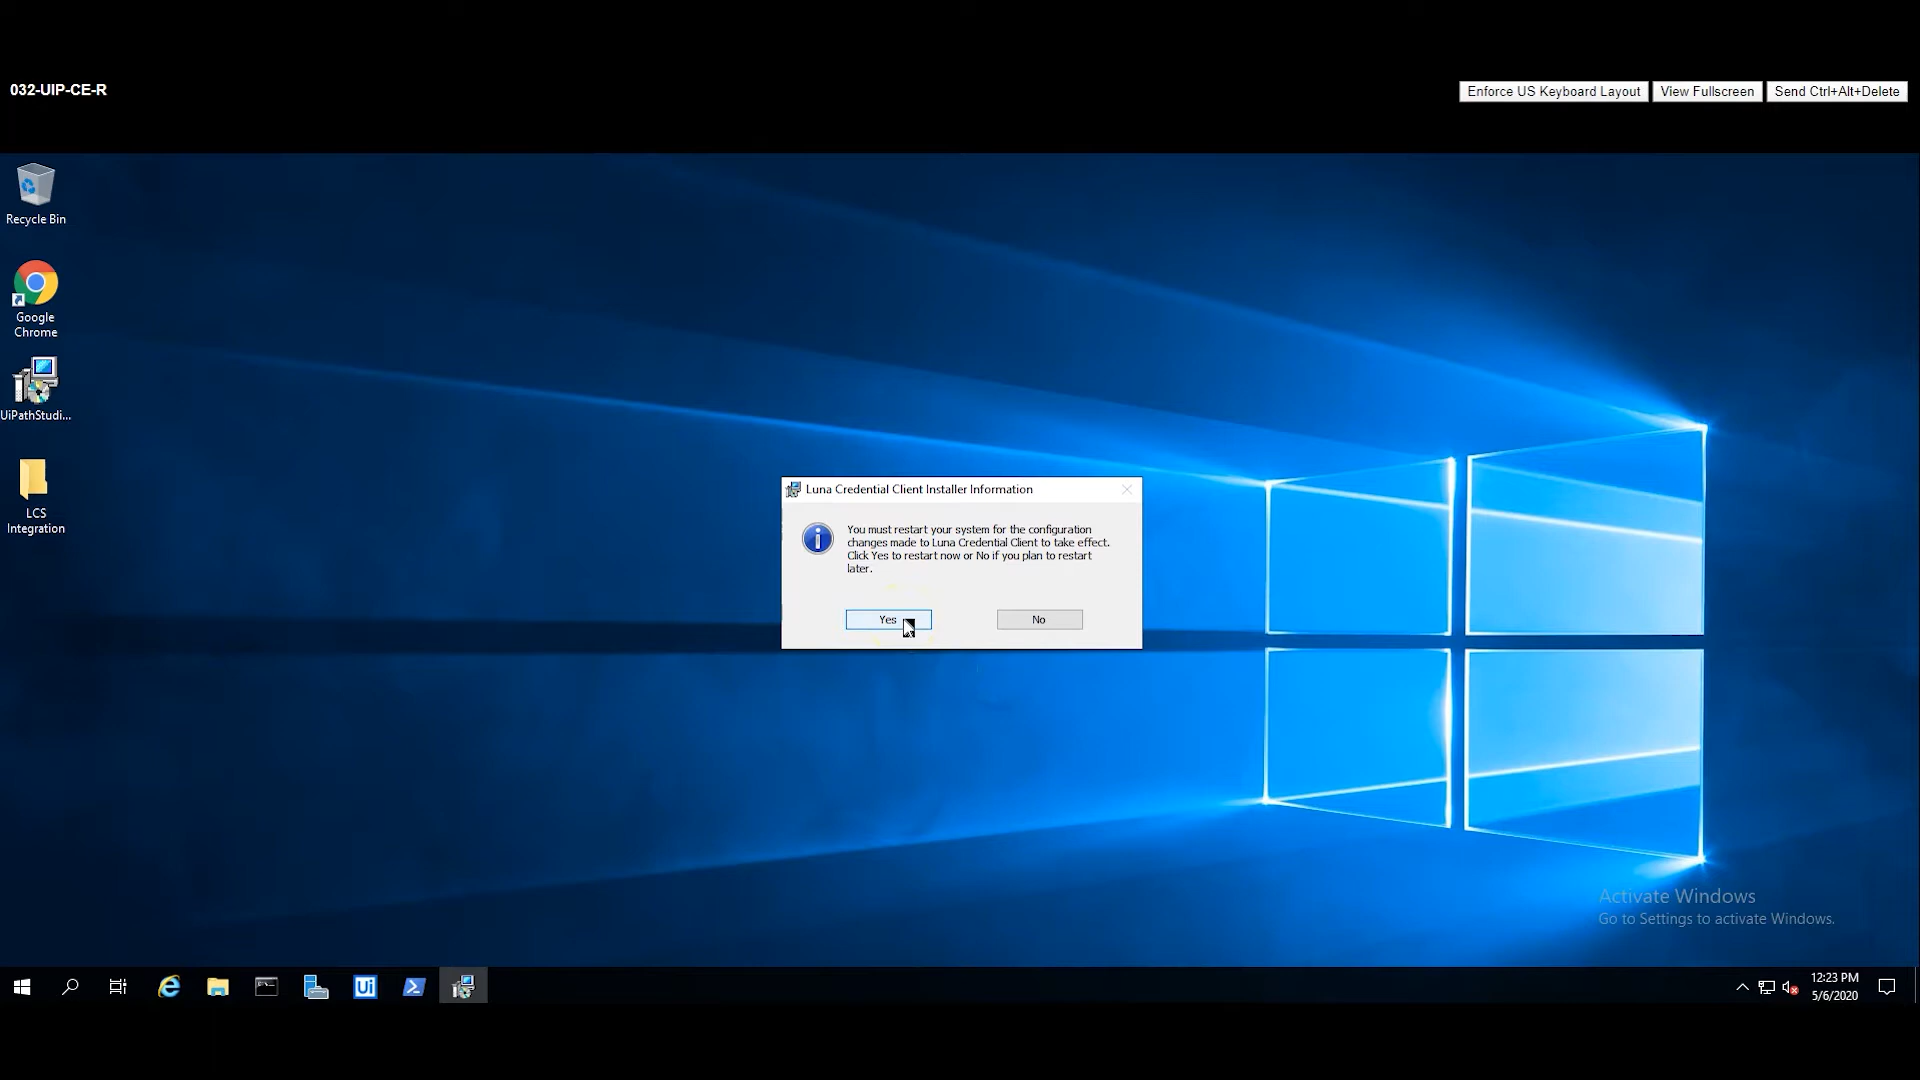 032-UIP-CE-R
Enforce US Keyboard Layout
View Fullscreen
Send Ctrl+Alt+Delete
Recycle Bin
Google
Chrome
UiPathStudi...
LCS
Integration
Luna Credential Client Installer Information
You must restart your system for the configuration
changes made to Luna Credential Client to take effect.
Click Yes to restart now or No if you plan to restart
later.
Yes
No
Activate Windows
Go to Settings to activate Windows.
Ui
12:23 PM
5/6/2020